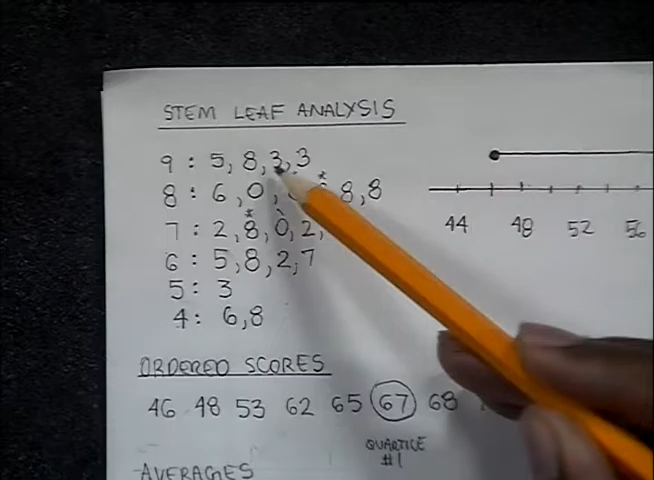 STEM LEAF ANALYSIS
9 : 5, 8, 3, 3
8 : 6, 0, 8, 8
7 : 2, 8, 0, 2,
6 : 5, 8, 2, 7
5 : 3
4 : 6, 8
44 48 52 56
ORDERED SCORES
46 48 53 62 65 67 68
QUARTICE
#1
AVERAGES